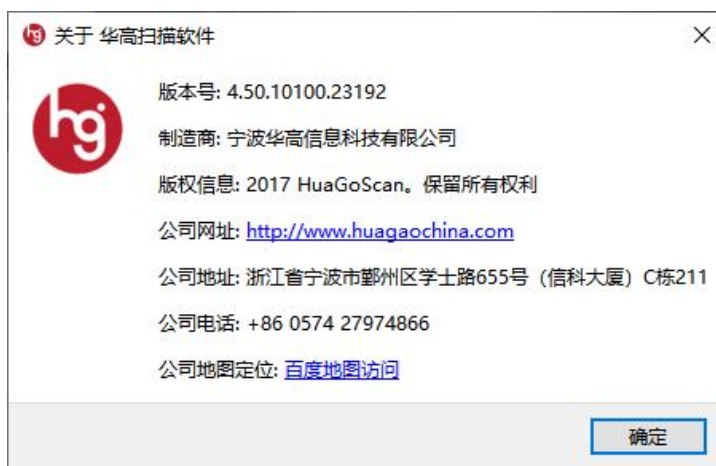 hg 关于 华高扫描软件
hg
版本号: 4.50.10100.23192
制造商: 宁波华高信息科技有限公司
版权信息: 2017 HuaGoScan。保留所有权利
公司网址: http://www.huagaochina.com
公司地址: 浙江省宁波市鄞州区学士路655号（信科大厦）C栋211
公司电话: +86 0574 27974866
公司地图定位: 百度地图访问
确定